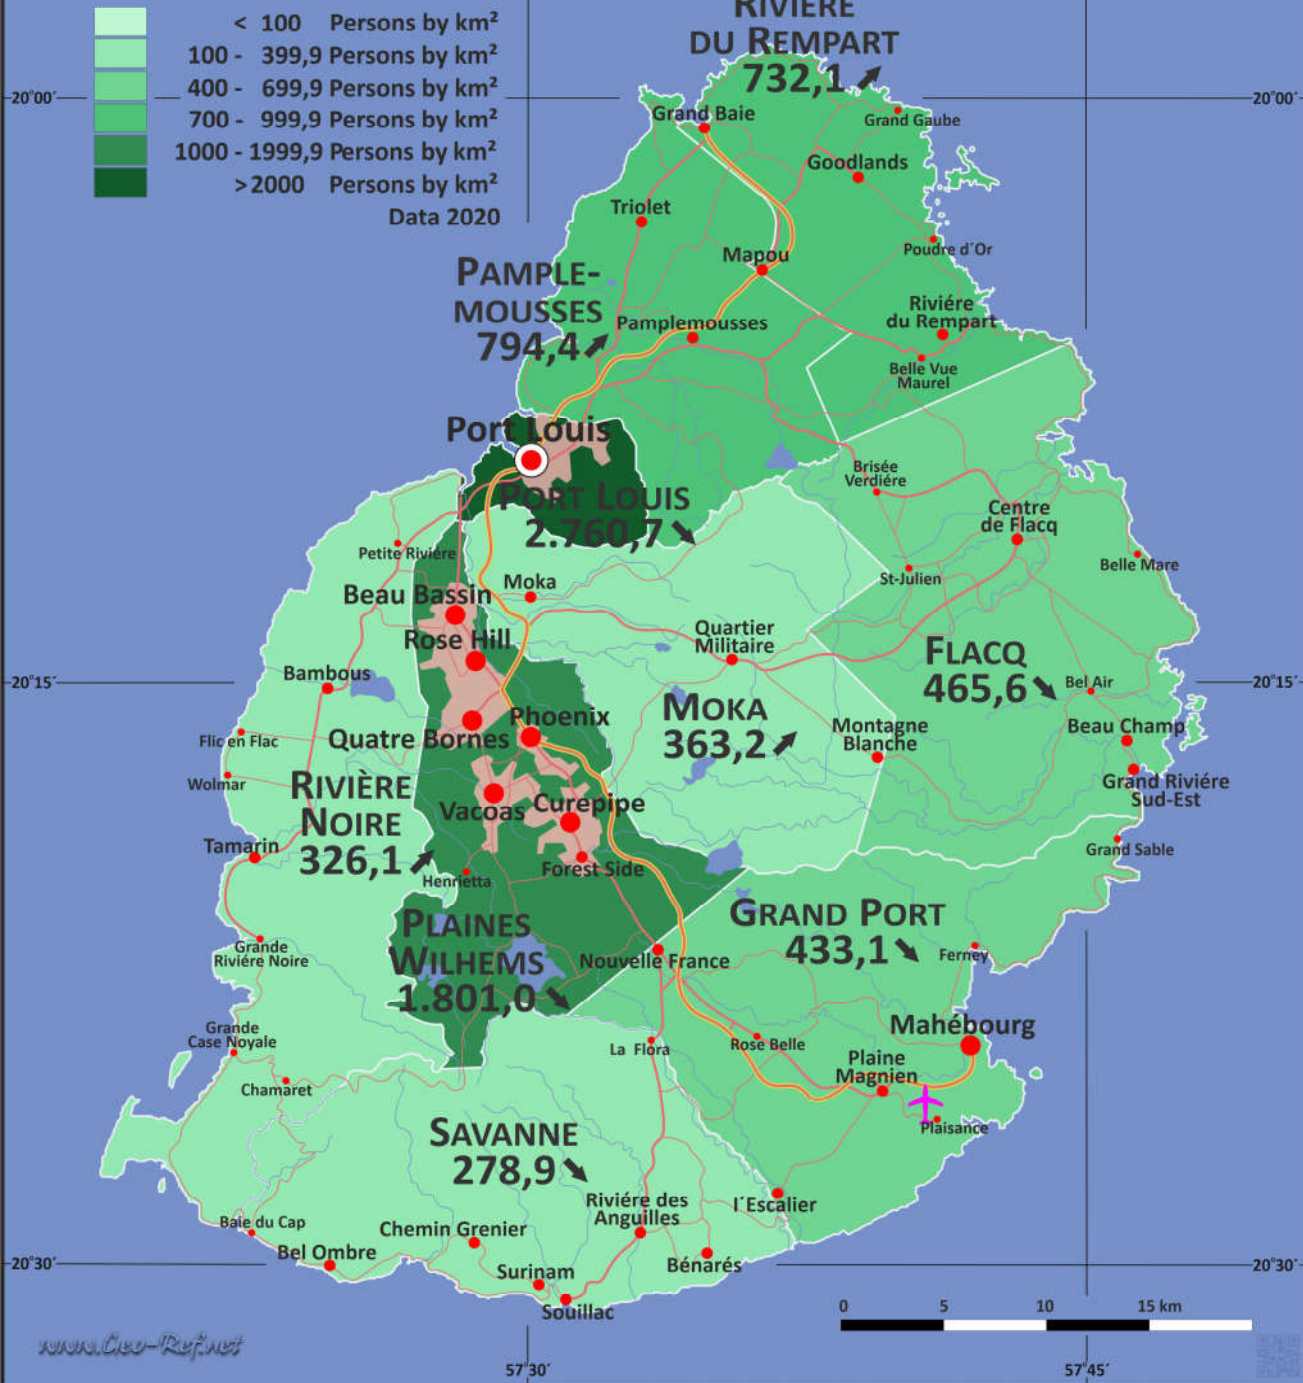 < 100 Persons by km²
100 - 399,9 Persons by km²
400 - 699,9 Persons by km²
700 - 999,9 Persons by km²
1000 - 1999,9 Persons by km²
>2000 Persons by km²
Data 2020
RIVIÈRE
DU REMPART
732,1
20°00´
20°00´
Grand Baie
Grand Gaube
Goodlands
Triolet
Poudre d´Or
Mapou
PAMPLE-
MOUSSES
794,4
Pamplemousses
Riviére
du Rempart
Belle Vue
Maurel
Port Louis
PORT LOUIS
2.760,7
Brisée
Verdiére
Centre
de Flacq
Petite Riviére
Belle Mare
St-Julien
Moka
Beau Bassin
Rose Hill
Quartier
Militaire
FLACQ
465,6
Bambous
20°15´
20°15´
Bel Air
MOKA
363,2
Phoenix
Quatre Bornes
Montagne
Blanche
Beau Champ
Flic en Flac
Wolmar
Grand Riviére
Sud-Est
RIVIÈRE
NOIRE
326,1
Vacoas
Curepipe
Tamarin
Grand Sable
Forest Side
Henrietta
PLAINES
WILHEMS
1.801,0
GRAND PORT
433,1
Grande
Riviére Noire
Nouvelle France
Ferney
Grande
Case Noyale
La Flora
Rose Belle
Mahébourg
Plaine
Magnien
Chamaret
Plaisance
SAVANNE
278,9
Riviére des
Anguilles
l´Escalier
Baie du Cap
Chemin Grenier
Bel Ombre
Surinam
Bénarés
Souillac
20°30´
20°30´
0 5 10 15 km
www.Geo-Ref.net
57°30´
57°45´